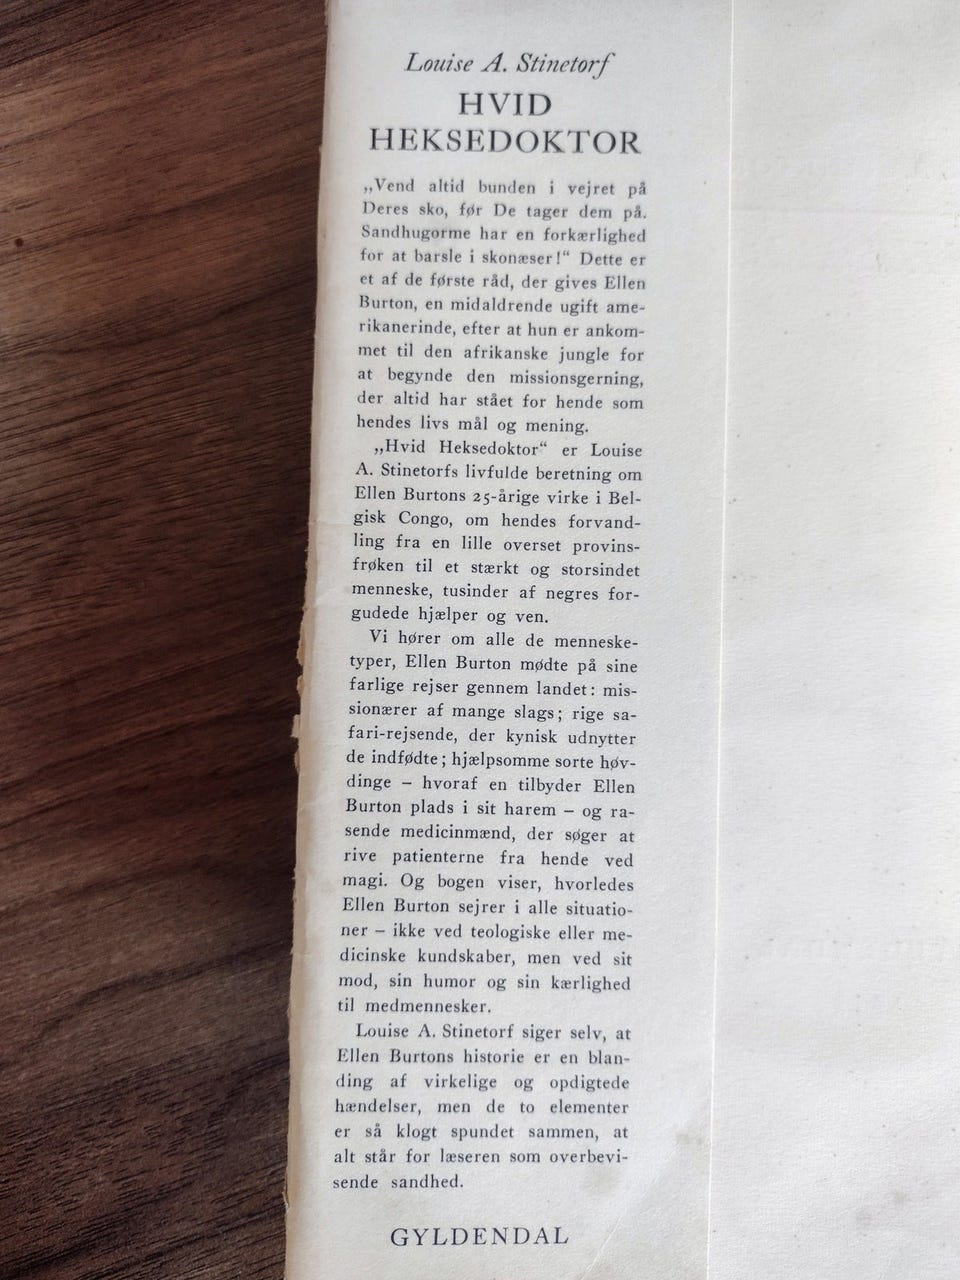 Louise A. Stinetorf
HVID
HEKSEDOKTOR
„Vend altid bunden i vejret på
Deres sko, før De tager dem på.
Sandhugorme har en forkærlighed
for at barsle i skonæser!“ Dette er
et af de første råd, der gives Ellen
Burton, en midaldrende ugift ame-
rikanerinde, efter at hun er ankom-
met til den afrikanske jungle for
at begynde den missionsgerning,
der altid har stået for hende som
hendes livs mål og mening.
„Hvid Heksedoktor“ er Louise
A. Stinetorfs livfulde beretning om
Ellen Burtons 25-årige virke i Bel-
gisk Congo, om hendes forvand-
ling fra en lille overset provins-
frøken til et stærkt og storsindet
menneske, tusinder af negres for-
gudede hjælper og ven.
Vi hører om alle de menneske-
typer, Ellen Burton mødte på sine
farlige rejser gennem landet: mis-
sionærer af mange slags; rige sa-
fari-rejsende, der kynisk udnytter
de indfødte; hjælpsomme sorte høv-
dinge – hvoraf en tilbyder Ellen
Burton plads i sit harem – og ra-
sende medicinmænd, der søger at
rive patienterne fra hende ved
magi. Og bogen viser, hvorledes
Ellen Burton sejrer i alle situatio-
ner – ikke ved teologiske eller me-
dicinske kundskaber, men ved sit
mod, sin humor og sin kærlighed
til medmennesker.
Louise A. Stinetorf siger selv, at
Ellen Burtons historie er en blan-
ding af virkelige og opdigtede
hændelser, men de to elementer
er så klogt spundet sammen, at
alt står for læseren som overbevi-
sende sandhed.
GYLDENDAL